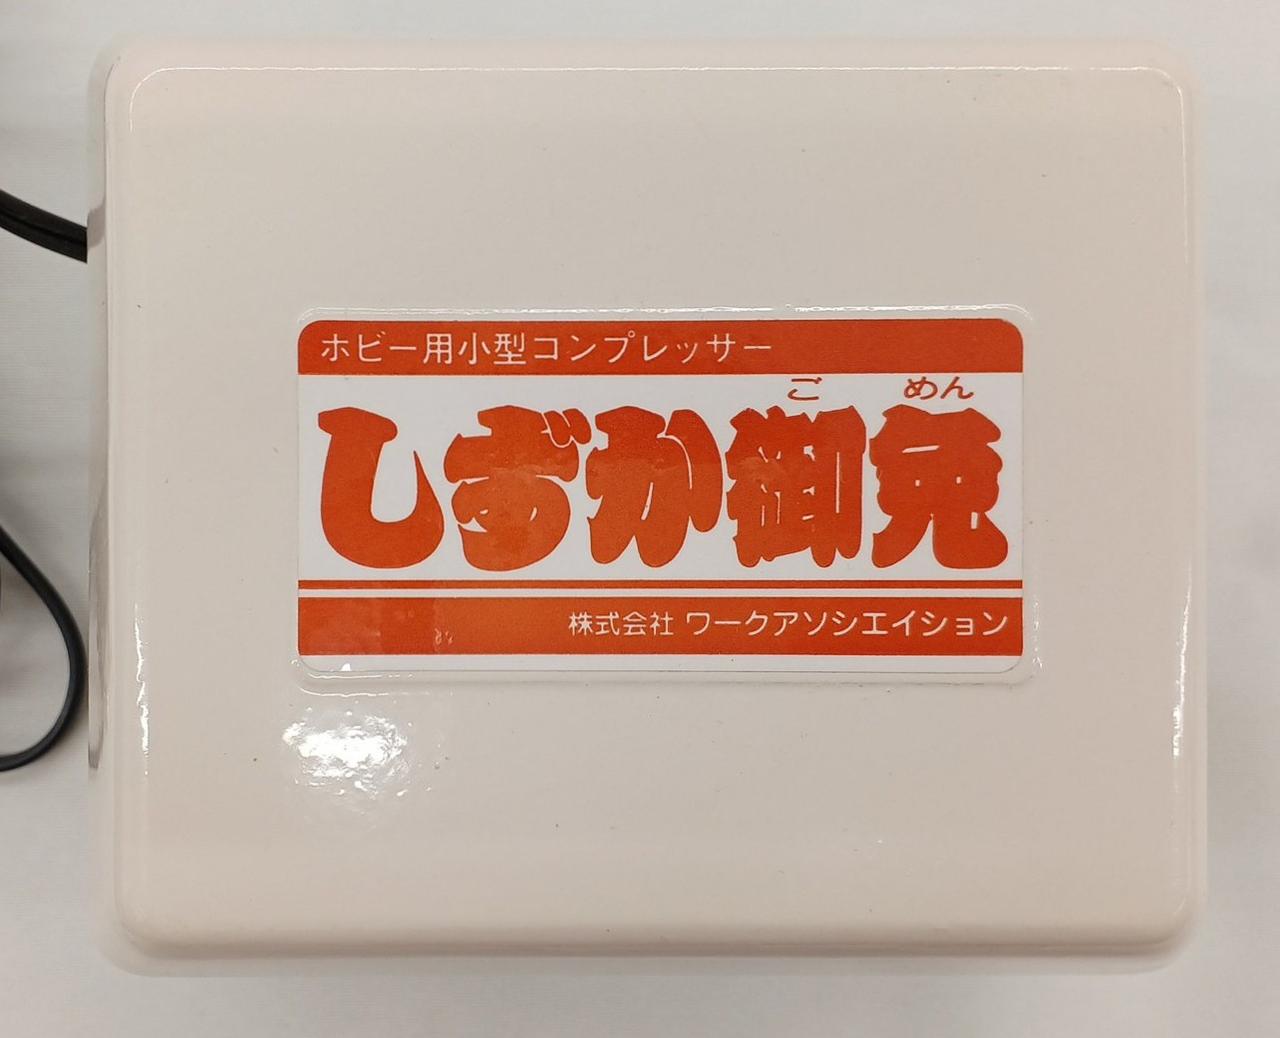 ホビー用小型コンプレッサー
ご めん
しずか御免
株式会社 ワークアソシエイション